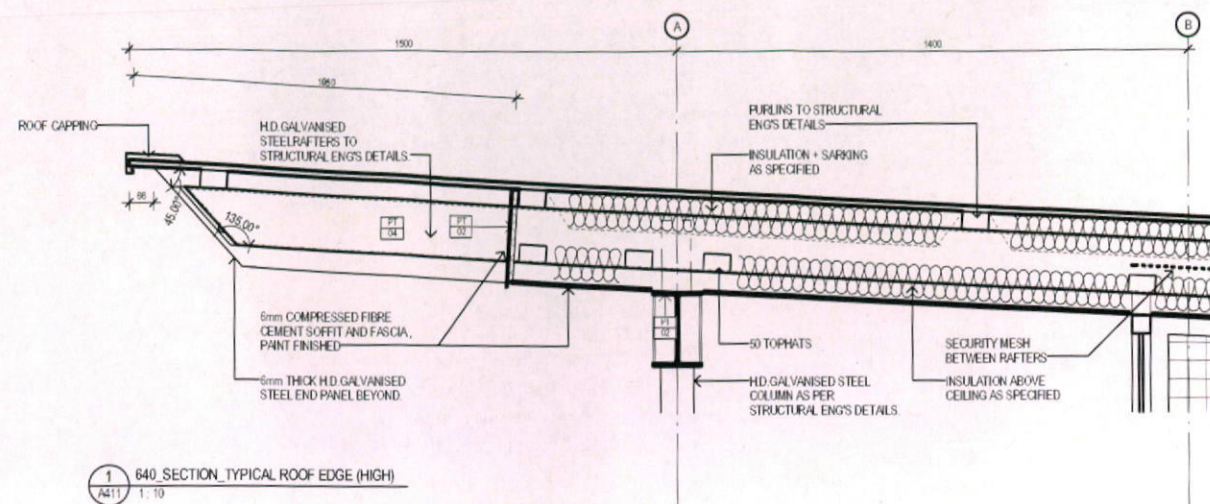 A
B
1500
1400
ROOF CAPPING
H.D.GALVANISED
STEELRAFTERS TO
STRUCTURAL ENG'S DETAILS
PURLINS TO STRUCTURAL
ENG'S DETAILS
INSULATION + SARKING
AS SPECIFIED
45.00°
135.00°
PT
04
PT
02
6mm COMPRESSED FIBRE
CEMENT SOFFIT AND FASCIA,
PAINT FINISHED
6mm THICK H.D.GALVANISED
STEEL END PANEL BEYOND.
PT
02
50 TOPHATS
H.D.GALVANISED STEEL
COLUMN AS PER
STRUCTURAL ENG'S DETAILS.
SECURITY MESH
BETWEEN RAFTERS
INSULATION ABOVE
CEILING AS SPECIFIED
1
A411
640_SECTION_TYPICAL ROOF EDGE (HIGH)
1 : 10